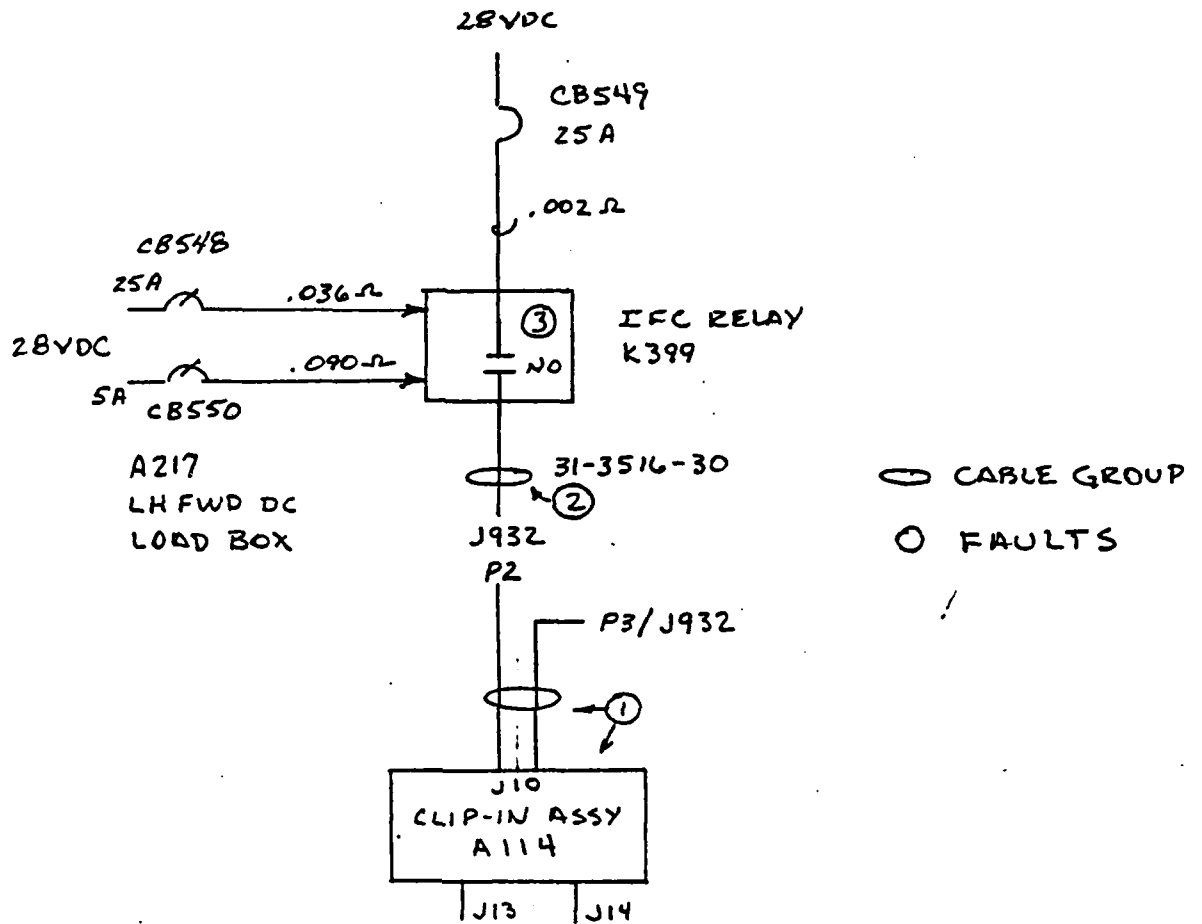 28VDC
CB549
25A
.002Ω
CB548
25A
.036Ω
③
IFC RELAY
K399
28VDC
.090Ω
NO
5A
CB550
A217
LH FWD DC
LOAD BOX
31-3516-30
②
J932
P2
CABLE GROUP
FAULTS
P3/J932
①
J10
CLIP-IN ASSY
A114
J13
J14